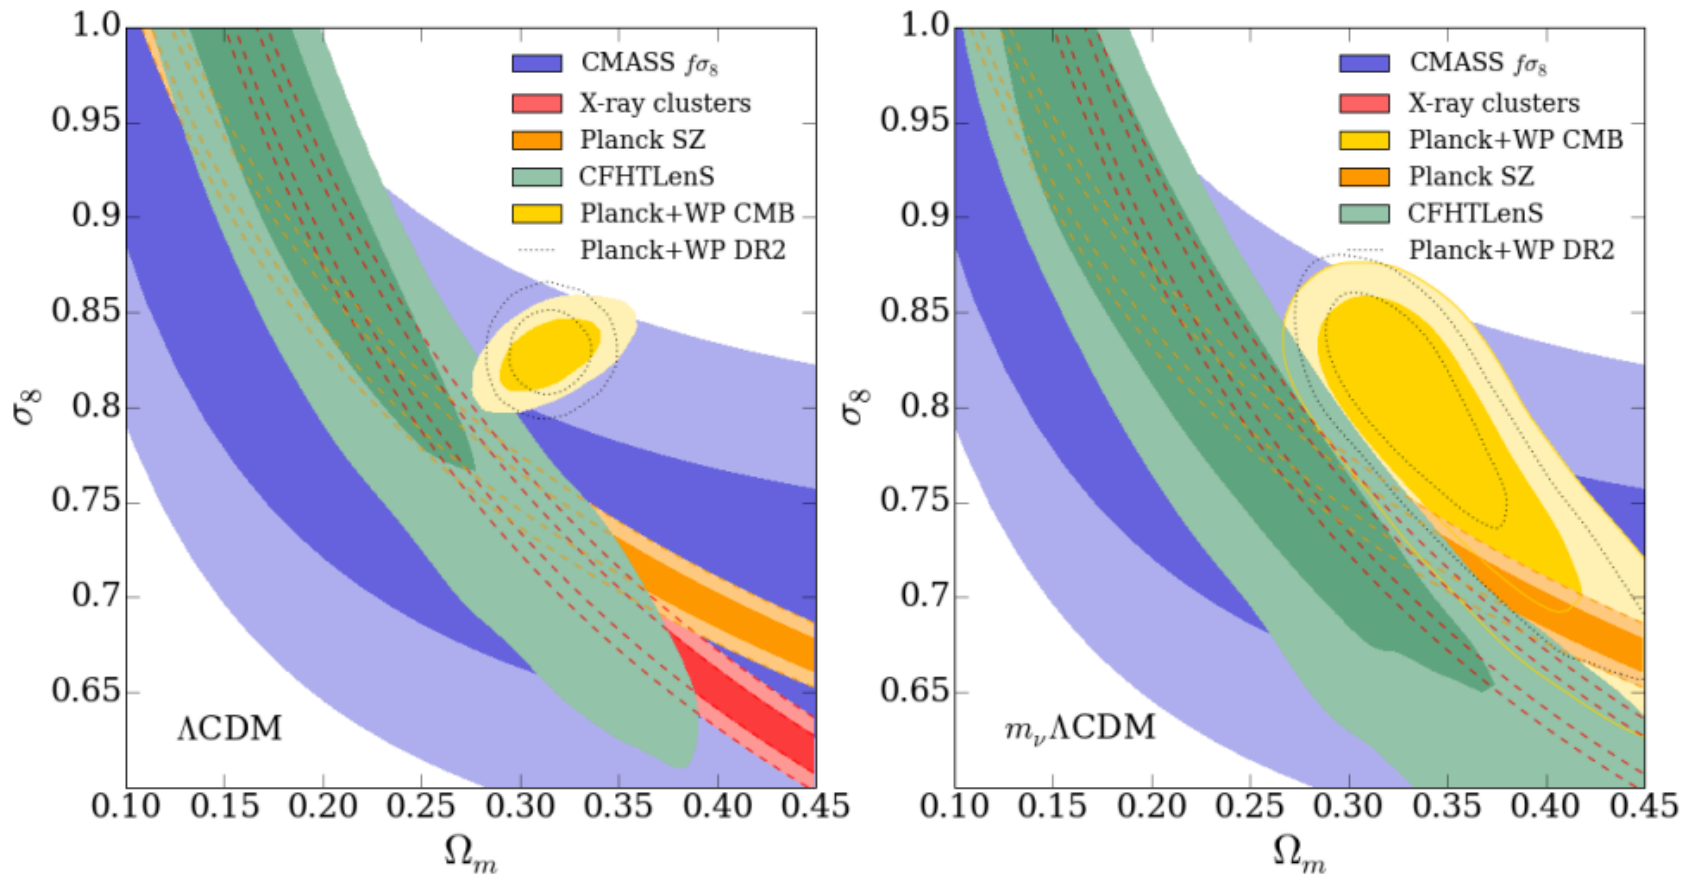 1.0
0.95
0.9
0.85
0.8
0.75
0.7
0.65
σ8
0.10 0.15 0.20 0.25 0.30 0.35 0.40 0.45
Ωm
CMASS fσ8
X-ray clusters
Planck SZ
CFHTLenS
Planck+WP CMB
Planck+WP DR2
ΛCDM
1.0
0.95
0.9
0.85
0.8
0.75
0.7
0.65
σ8
0.10 0.15 0.20 0.25 0.30 0.35 0.40 0.45
Ωm
CMASS fσ8
X-ray clusters
Planck+WP CMB
Planck SZ
CFHTLenS
Planck+WP DR2
mνΛCDM